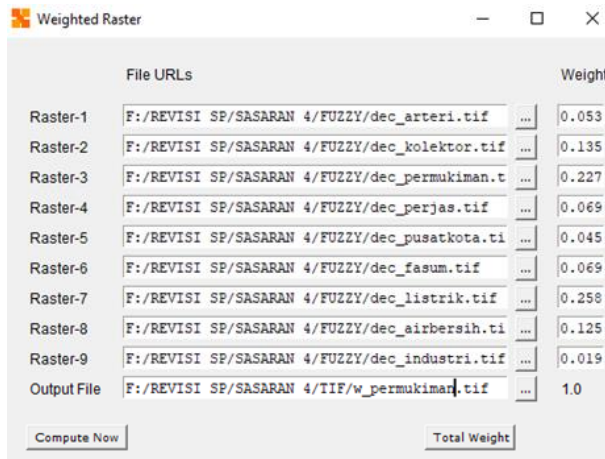 Weighted Raster
File URLs Weight
Raster-1 F:/REVISI SP/SASARAN 4/FUZZY/dec_arteri.tif ... 0.053
Raster-2 F:/REVISI SP/SASARAN 4/FUZZY/dec_kolektor.tif ... 0.135
Raster-3 F:/REVISI SP/SASARAN 4/FUZZY/dec_permukiman.t ... 0.227
Raster-4 F:/REVISI SP/SASARAN 4/FUZZY/dec_perjas.tif ... 0.069
Raster-5 F:/REVISI SP/SASARAN 4/FUZZY/dec_pusatkota.ti ... 0.045
Raster-6 F:/REVISI SP/SASARAN 4/FUZZY/dec_fasum.tif ... 0.069
Raster-7 F:/REVISI SP/SASARAN 4/FUZZY/dec_listrik.tif ... 0.258
Raster-8 F:/REVISI SP/SASARAN 4/FUZZY/dec_airbersih.ti ... 0.125
Raster-9 F:/REVISI SP/SASARAN 4/FUZZY/dec_industri.tif ... 0.019
Output File F:/REVISI SP/SASARAN 4/TIF/w_permukiman.tif ... 1.0
Compute Now Total Weight